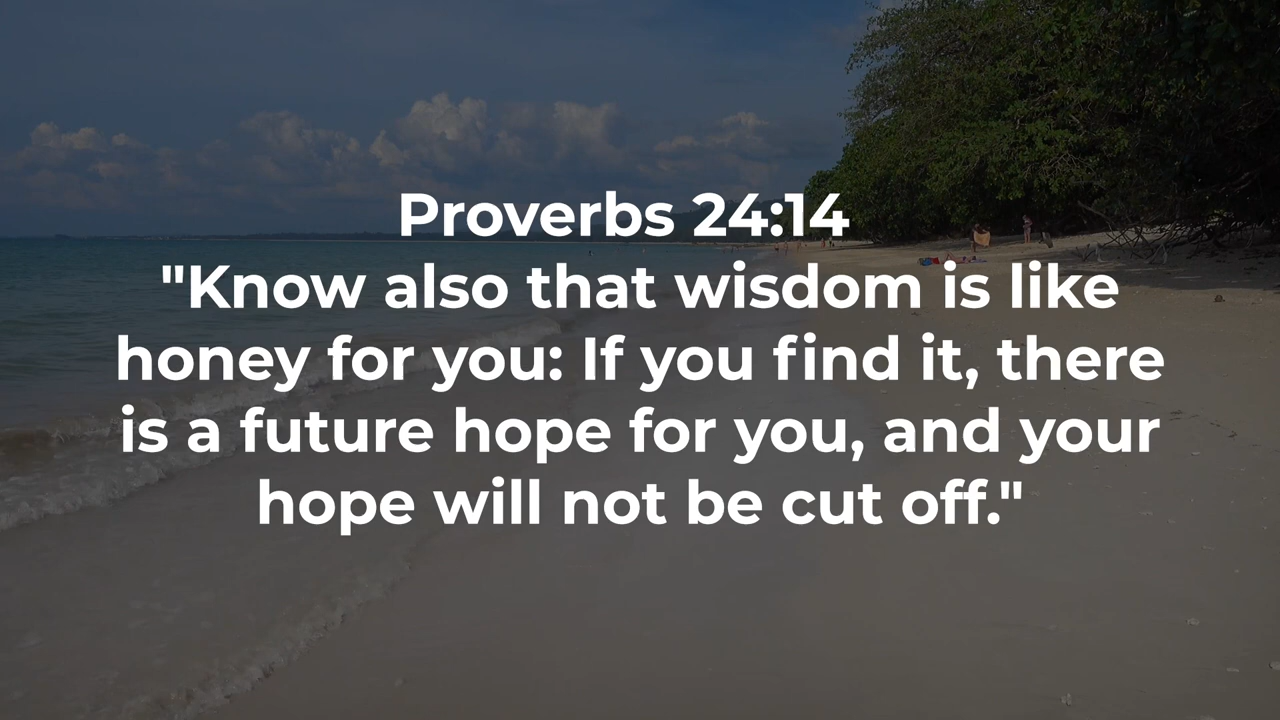 Proverbs 24:14
"Know also that wisdom is like
honey for you: If you find it, there
is a future hope for you, and your
hope will not be cut off."